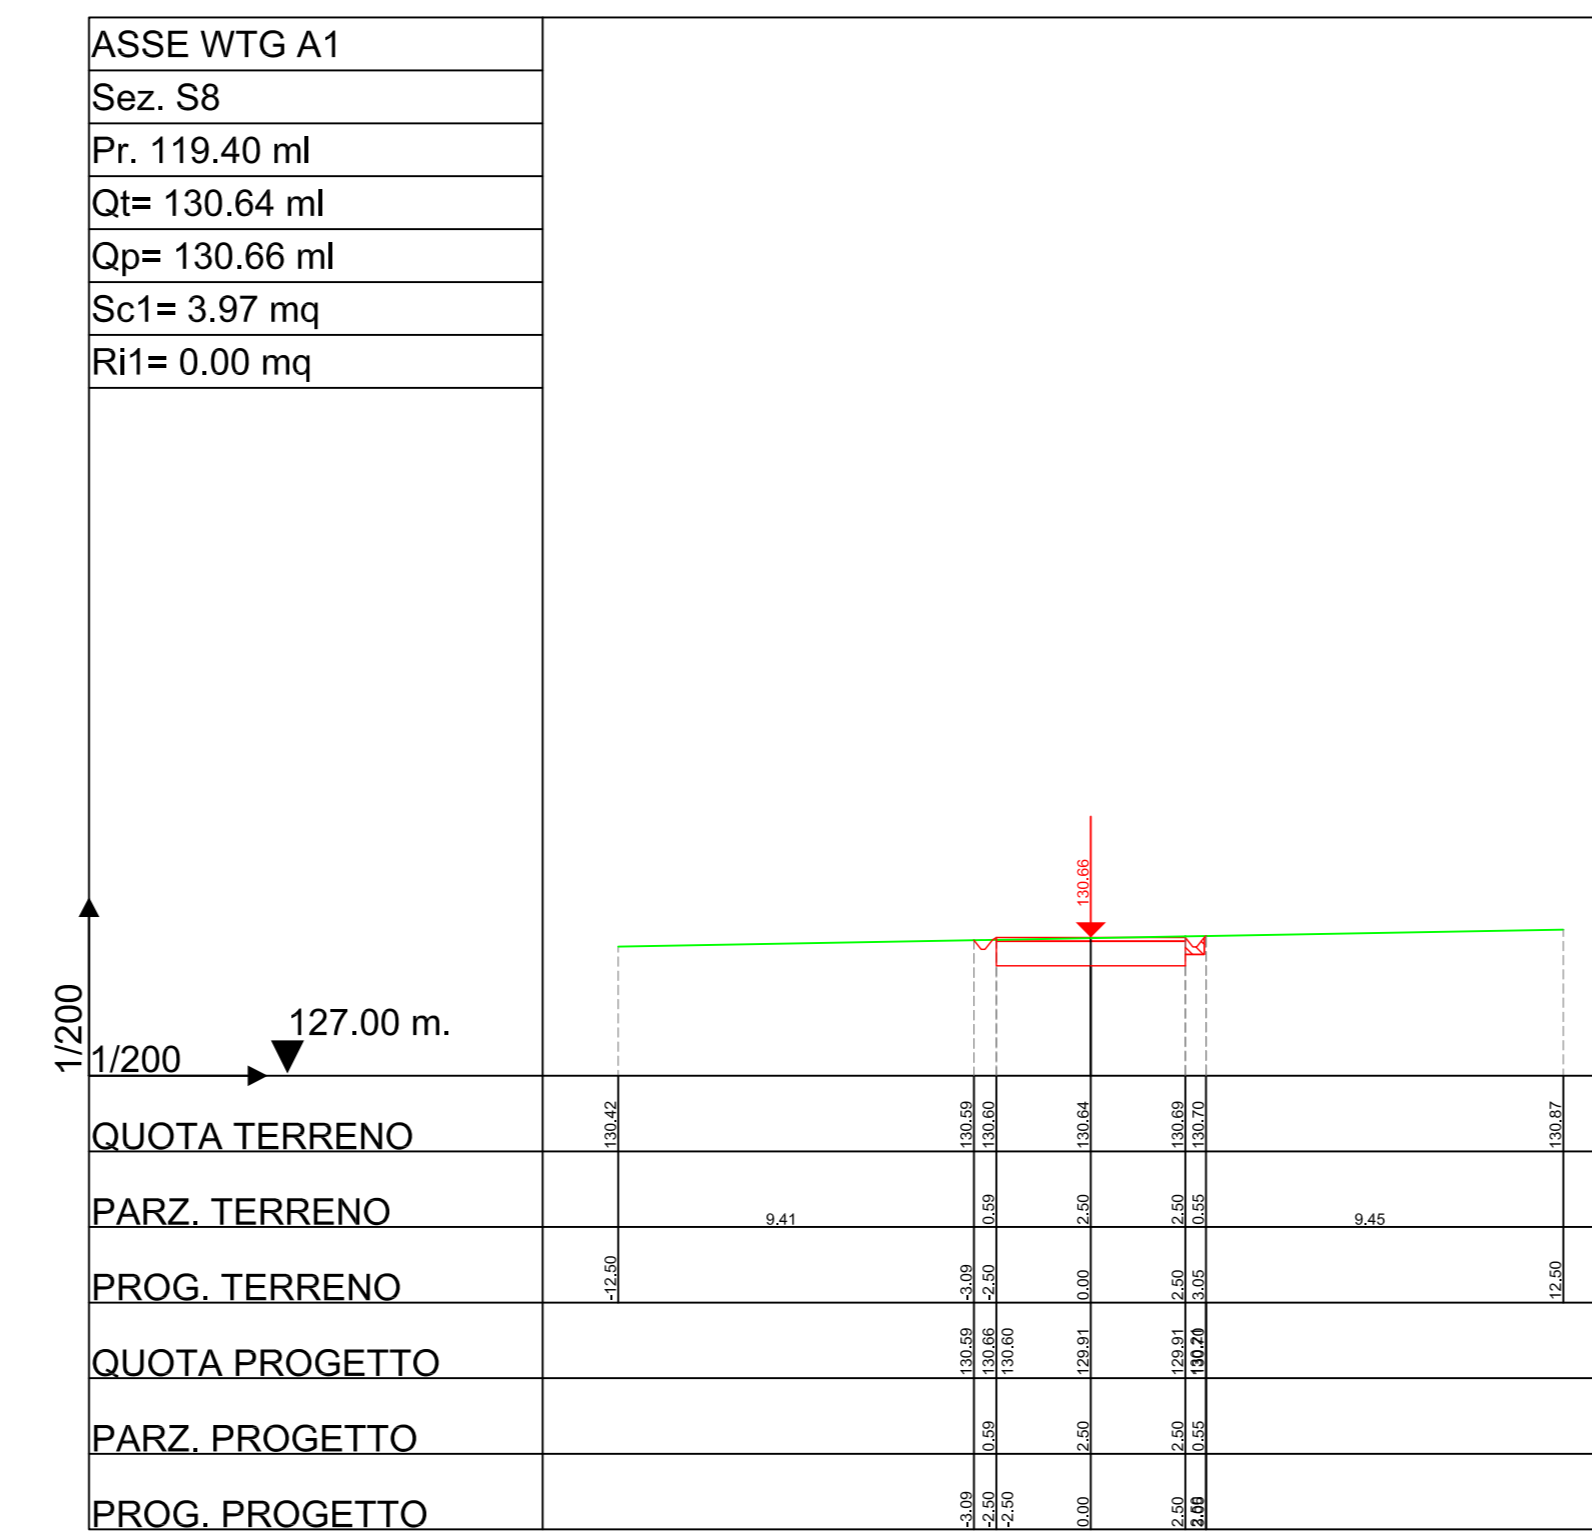 ASSE WTG A1
Sez. S8
Pr. 119.40 ml
Qt= 130.64 ml
Qp= 130.66 ml
Sc1= 3.97 mq
Ri1= 0.00 mq
130.66
1/200
127.00 m.
1/200
QUOTA TERRENO 130.42 130.59 130.60 130.64 130.69 130.70 130.87
PARZ. TERRENO 9.41 0.59 2.50 2.50 0.55 9.45
PROG. TERRENO -12.50 -3.09 -2.50 0.00 2.50 3.05 12.50
QUOTA PROGETTO 130.59 130.66 130.60 129.91 129.91
PARZ. PROGETTO 0.59 2.50 2.50 0.55
PROG. PROGETTO -3.09 -2.50 -2.50 0.00 2.50